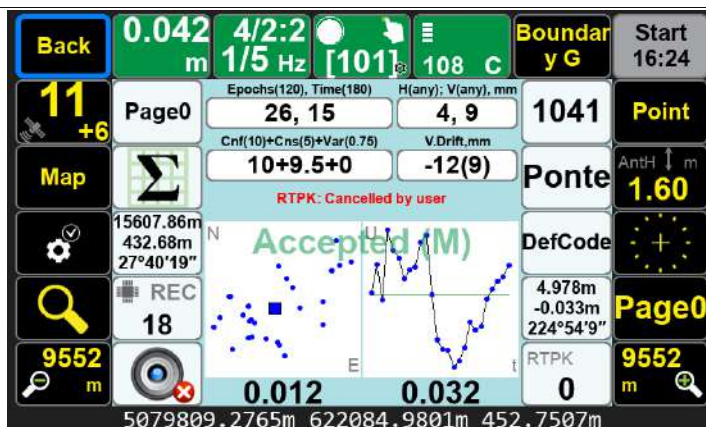 Back
0.042
m
4/2:2
1/5 Hz
[101]
108 C
Boundar
y G
Start
16:24
11
+6
Page0
Epochs(120), Time(180)
H(any); V(any), mm
26, 15
4, 9
1041
Point
Cnf(10)+Cns(5)+Var(0.75)
V.Drift,mm
10+9.5+0
-12(9)
Map
Σ
Ponte
AntH m
1.60
RTPK: Cancelled by user
15607.86m
432.68m
27°40'19"
N
Accepted (M)
U
DefCode
REC
18
4.978m
-0.033m
224°54'9"
Page0
9552
m
E
t
RTPK
0
9552
m
0.012
0.032
5079809.2765m 622084.9801m 452.7507m